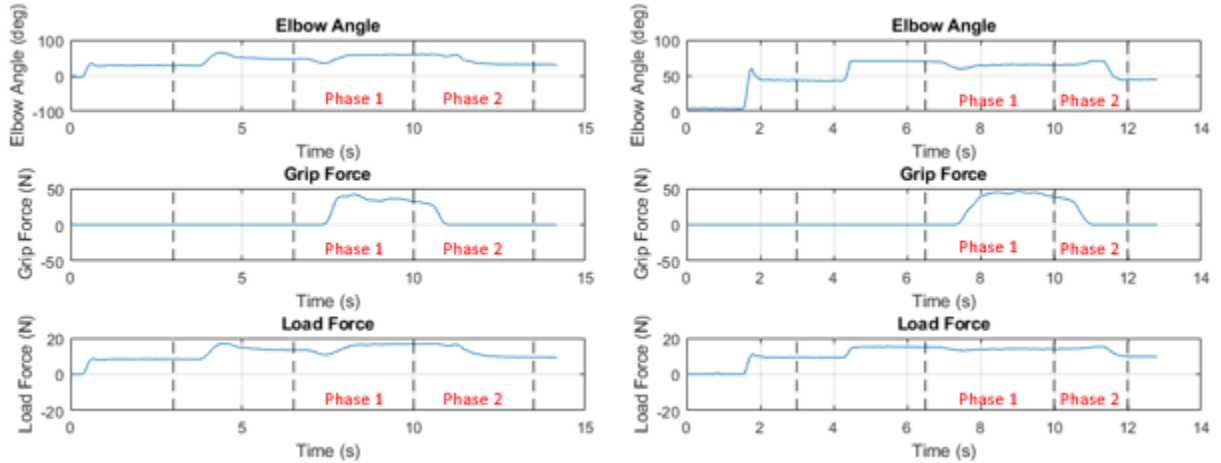 Elbow Angle
Elbow Angle (deg)
100
0
-100
Phase 1
Phase 2
0
5
10
15
Time (s)
Grip Force
Grip Force (N)
50
0
-50
Phase 1
Phase 2
0
5
10
15
Time (s)
Load Force
Load Force (N)
20
0
-20
Phase 1
Phase 2
0
5
10
15
Time (s)
Elbow Angle
Elbow Angle (deg)
100
50
0
Phase 1
Phase 2
0
2
4
6
8
10
12
14
Time (s)
Grip Force
Grip Force (N)
50
0
-50
Phase 1
Phase 2
0
2
4
6
8
10
12
14
Time (s)
Load Force
Load Force (N)
20
0
-20
Phase 1
Phase 2
0
2
4
6
8
10
12
14
Time (s)